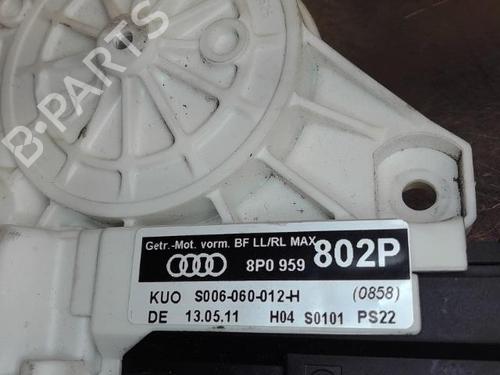 B-PARTS
Getr.-Mot. vorm. BF LL/RL MAX
8P0 959 802P
KUO S006-060-012-H (0858)
DE 13.05.11 H04 S0101 PS22